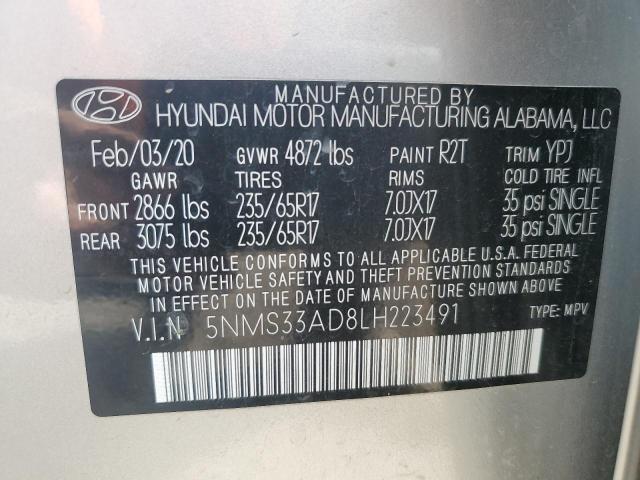 MANUFACTURED BY
HYUNDAI MOTOR MANUFACTURING ALABAMA, LLC
Feb/03/20 GVWR 4872 lbs PAINT R2T TRIM YPJ
GAWR TIRES RIMS COLD TIRE INFL
FRONT 2866 lbs 235/65R17 7.0JX17 35 psi SINGLE
REAR 3075 lbs 235/65R17 7.0JX17 35 psi SINGLE
THIS VEHICLE CONFORMS TO ALL APPLICABLE U.S. FEDERAL
MOTOR VEHICLE SAFETY AND THEFT PREVENTION STANDARDS
IN EFFECT ON THE DATE OF MANUFACTURE SHOWN ABOVE.
V.I.N 5NMS33AD8LH223491 TYPE: MPV